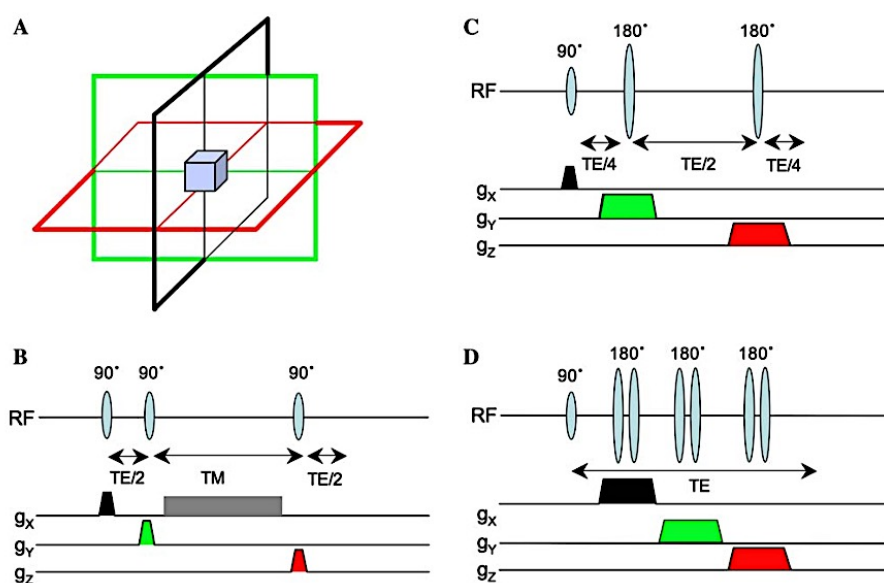 A
B
90˚ 90˚ 90˚
RF
TE/2 TM TE/2
gX
gY
gZ
C
180˚ 180˚
90˚
RF
TE/4 TE/2 TE/4
gX
gY
gZ
D
180˚ 180˚ 180˚
90˚
RF
TE
gX
gY
gZ